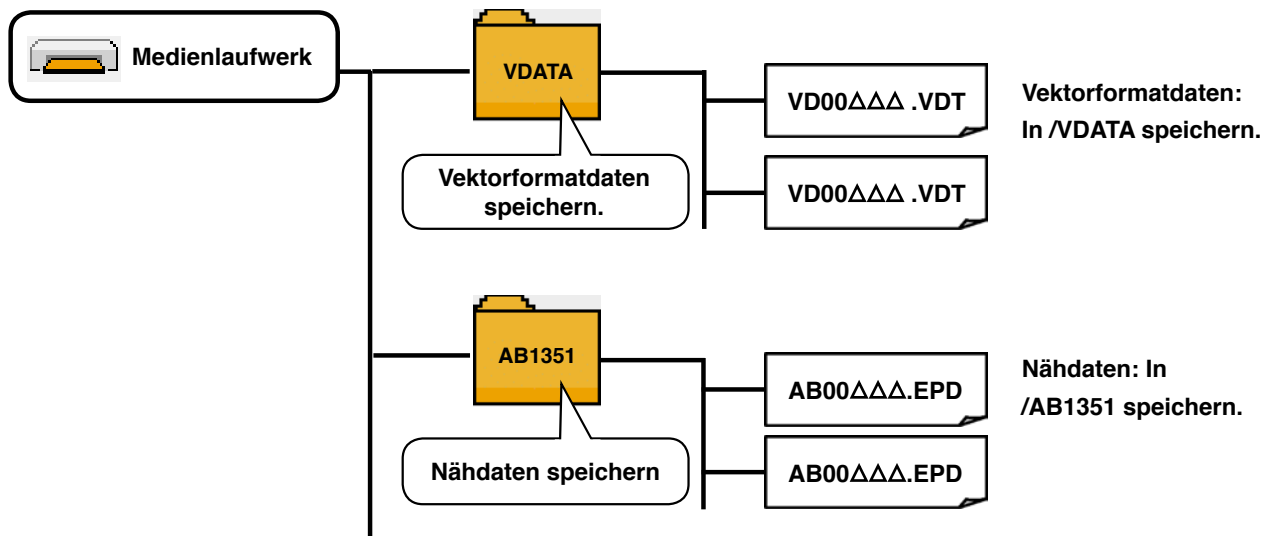 Medienlaufwerk
VDATA
Vektorformatdaten
speichern.
VD00△△△ .VDT
VD00△△△ .VDT
Vektorformatdaten:
In /VDATA speichern.
AB1351
Nähdaten speichern
AB00△△△.EPD
AB00△△△.EPD
Nähdaten: In
/AB1351 speichern.